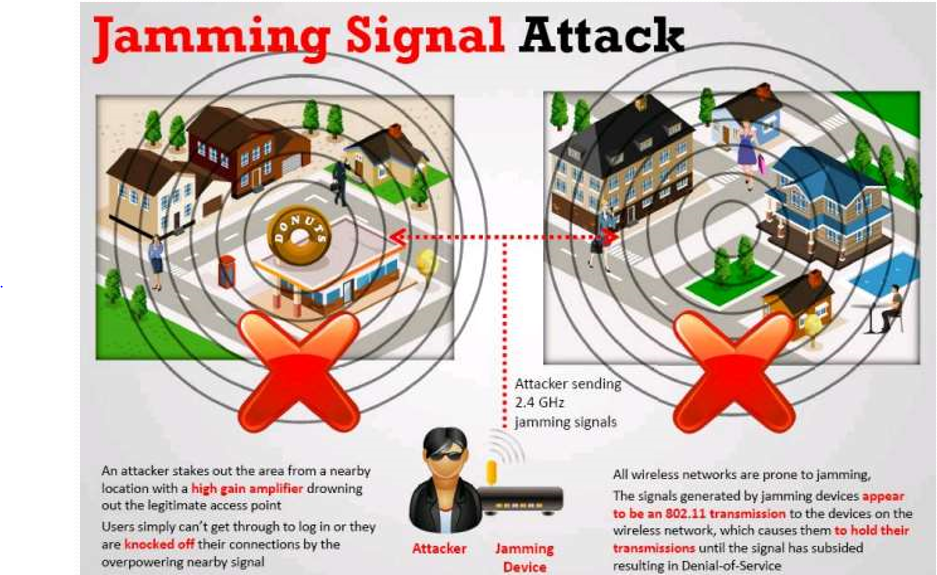 Jamming Signal Attack
DONUTS
Attacker sending
2.4 GHz
jamming signals
An attacker stakes out the area from a nearby
location with a high gain amplifier drowning
out the legitimate access point
Users simply can't get through to log in or they
are knocked off their connections by the
overpowering nearby signal
Attacker
Jamming
Device
All wireless networks are prone to jamming,
The signals generated by jamming devices appear
to be an 802.11 transmission to the devices on the
wireless network, which causes them to hold their
transmissions until the signal has subsided
resulting in Denial-of-Service